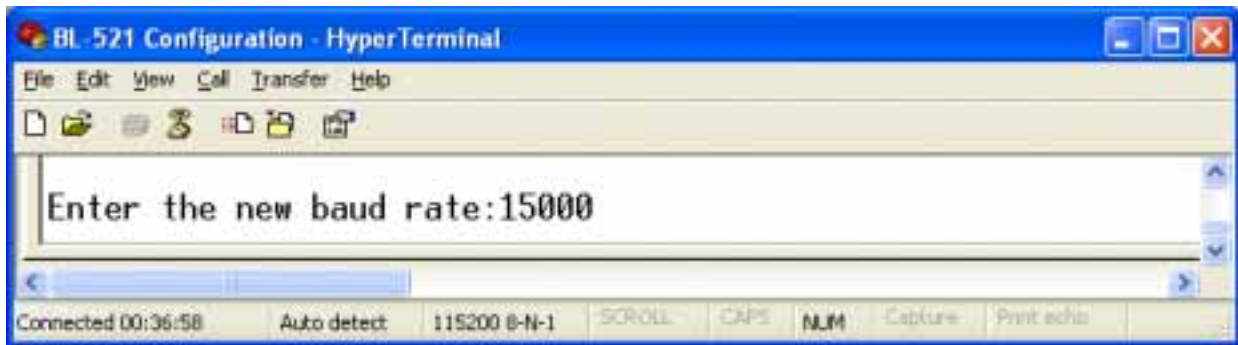 BL-521 Configuration - HyperTerminal
File Edit View Call Transfer Help
Enter the new baud rate:15000
Connected 00:36:58 Auto detect 115200 8-N-1 SCROLL CAPS NUM Capture Print echo